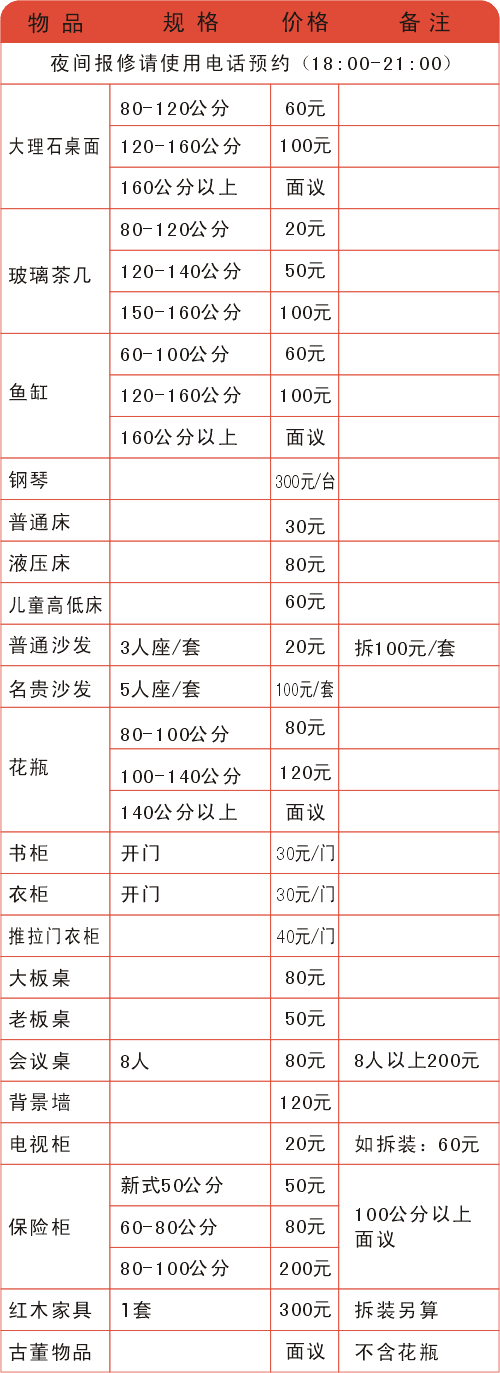 物品 规格 价格 备注
夜间报修请使用电话预约（18:00-21:00）
大理石桌面 80-120公分 60元
120-160公分 100元
160公分以上 面议
玻璃茶几 80-120公分 20元
120-140公分 50元
150-160公分 100元
鱼缸 60-100公分 60元
120-160公分 100元
160公分以上 面议
钢琴 300元/台
普通床 30元
液压床 80元
儿童高低床 60元
普通沙发 3人座/套 20元 拆100元/套
名贵沙发 5人座/套 100元/套
花瓶 80-100公分 80元
100-140公分 120元
140公分以上 面议
书柜 开门 30元/门
衣柜 开门 30元/门
推拉门衣柜 40元/门
大板桌 80元
老板桌 50元
会议桌 8人 80元 8人以上200元
背景墙 120元
电视柜 20元 如拆装：60元
保险柜 新式50公分 50元 100公分以上
面议
60-80公分 80元
80-100公分 200元
红木家具 1套 300元 拆装另算
古董物品 面议 不含花瓶